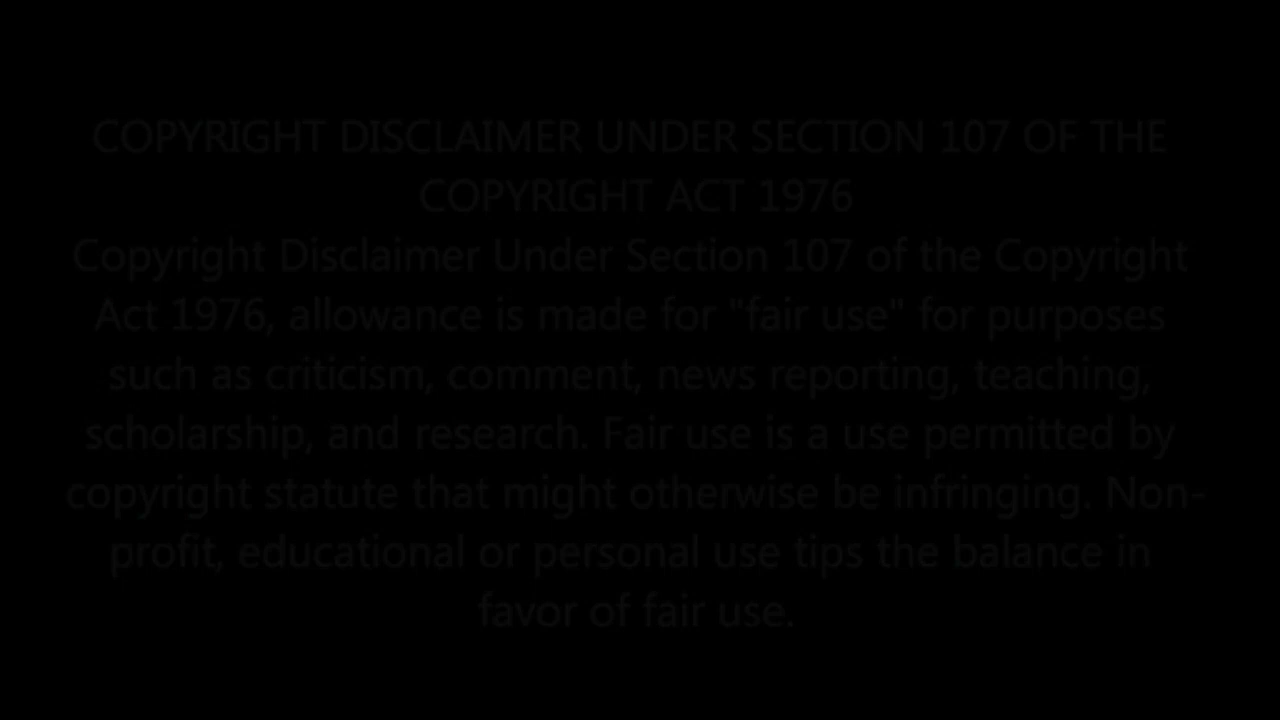 COPYRIGHT DISCLAIMER UNDER SECTION 107 OF THE
COPYRIGHT ACT 1976
Copyright Disclaimer Under Section 107 of the Copyright
Act 1976, allowance is made for "fair use" for purposes
such as criticism, comment, news reporting, teaching,
scholarship, and research. Fair use is a use permitted by
copyright statute that might otherwise be infringing. Non-
profit, educational or personal use tips the balance in
favor of fair use.